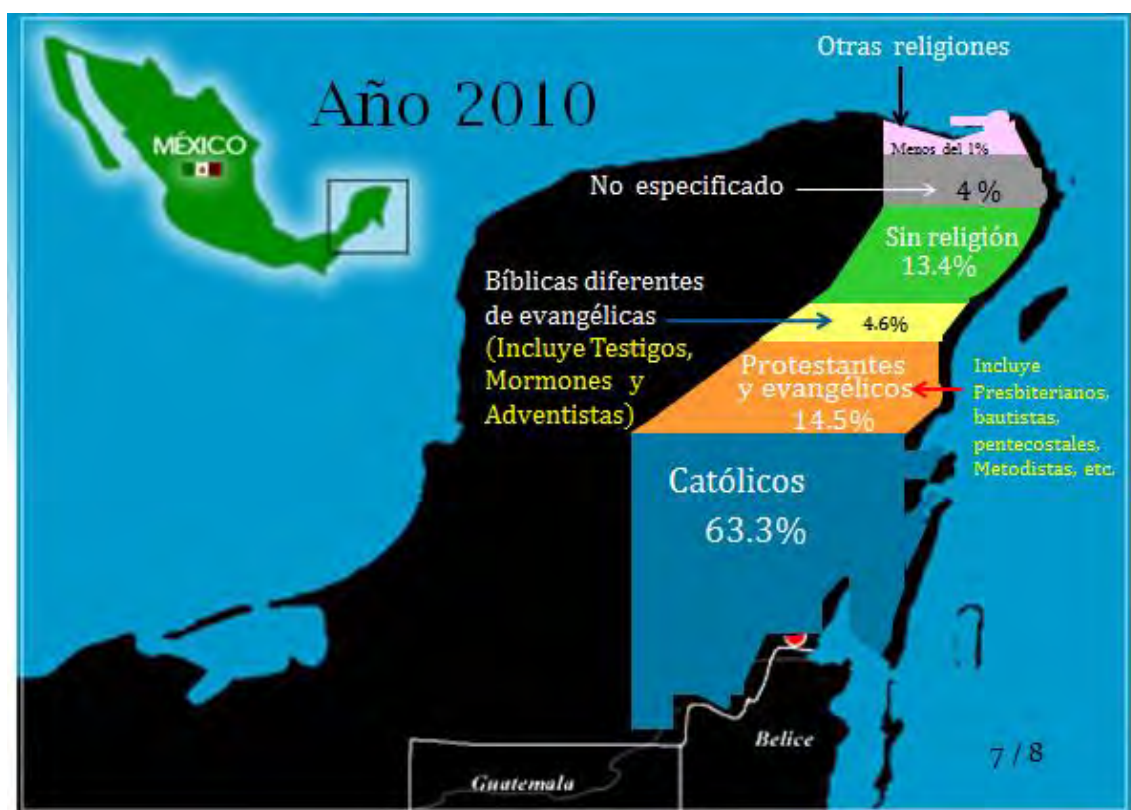 Otras religiones
Año 2010
MÉXICO
Menos del 1%
No especificado
4 %
Sin religión
13.4%
Bíblicas diferentes
de evangélicas
(Incluye Testigos,
Mormones y
Adventistas)
4.6%
Protestantes
y evangélicos
14.5%
Incluye
Presbiterianos,
bautistas,
pentecostales,
Metodistas, etc.
Católicos
63.3%
Belice
Guatemala
7 / 8